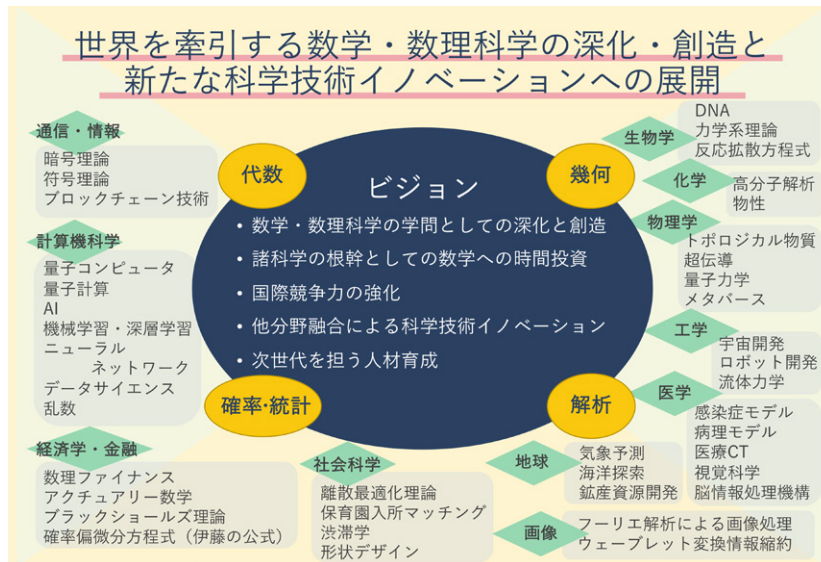 世界を牽引する数学・数理科学の深化・創造と
新たな科学技術イノベーションへの展開
通信・情報
暗号理論
符号理論
ブロックチェーン技術
計算機科学
量子コンピュータ
量子計算
AI
機械学習・深層学習
ニューラル
ネットワーク
データサイエンス
乱数
経済学・金融
数理ファイナンス
アクチュアリー数学
ブラックショールズ理論
確率偏微分方程式（伊藤の公式）
代数
幾何
確率・統計
解析
ビジョン
• 数学・数理科学の学問としての深化と創造
• 諸科学の根幹としての数学への時間投資
• 国際競争力の強化
• 他分野融合による科学技術イノベーション
• 次世代を担う人材育成
社会科学
離散最適化理論
保育園入所マッチング
渋滞学
形状デザイン
生物学
DNA
力学系理論
反応拡散方程式
化学
高分子解析
物性
物理学
トポロジカル物質
超伝導
量子力学
メタバース
工学
宇宙開発
ロボット開発
流体力学
医学
感染症モデル
病理モデル
医療CT
視覚科学
脳情報処理機構
地球
気象予測
海洋探索
鉱産資源開発
画像
フーリエ解析による画像処理
ウェーブレット変換情報縮約